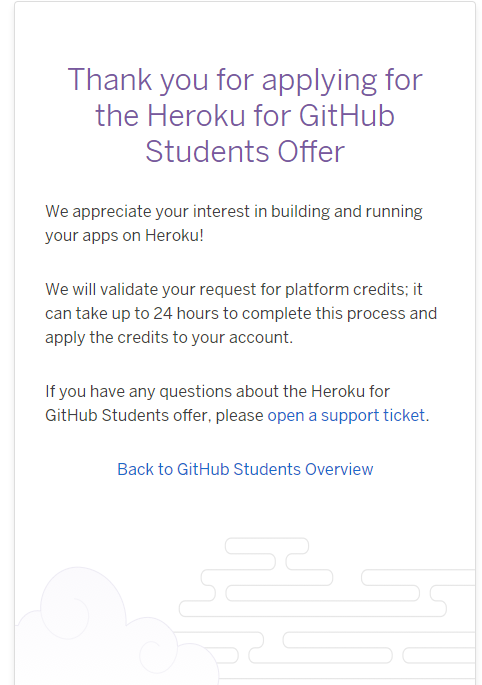 Thank you for applying for
the Heroku for GitHub
Students Offer
We appreciate your interest in building and running
your apps on Heroku!
We will validate your request for platform credits; it
can take up to 24 hours to complete this process and
apply the credits to your account.
If you have any questions about the Heroku for
GitHub Students offer, please open a support ticket.
Back to GitHub Students Overview